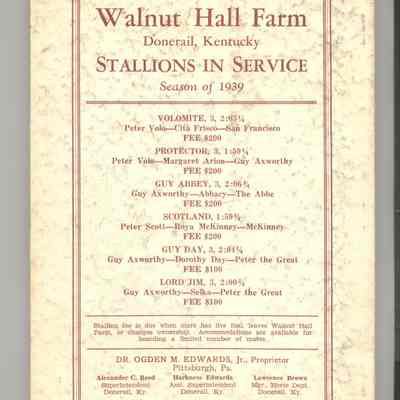 Walnut Hall Farm
Donerail, Kentucky
STALLIONS IN SERVICE
Season of 1939
VOLOMITE, 3, 2:03¼
Peter Volo—Cita Frisco—San Francisco
FEE $200
PROTECTOR, 3, 1:59¼
Peter Volo—Margaret Arion—Guy Axworthy
FEE $200
GUY ABBEY, 3, 2:06¾
Guy Axworthy—Abbacy—The Abbe
FEE $200
SCOTLAND, 1:59¼
Peter Scott—Roya McKinney—McKinney
FEE $200
GUY DAY, 3, 2:04¼
Guy Axworthy—Dorothy Day—Peter the Great
FEE $100
LORD JIM, 3, 2:00¾
Guy Axworthy—Selka—Peter the Great
FEE $100
Stallion fee is due when mare has live foal, leaves Walnut Hall
Farm, or changes ownership. Accommodations are available for
boarding a limited number of mares.
DR. OGDEN M. EDWARDS, Jr., Proprietor
Pittsburgh, Pa.
Alexander C. Reed Harkness Edwards Lawrence Brown
Superintendent Asst. Superintendent Mgr., Horse Dept.
Donerail, Ky. Donerail, Ky. Donerail, Ky.